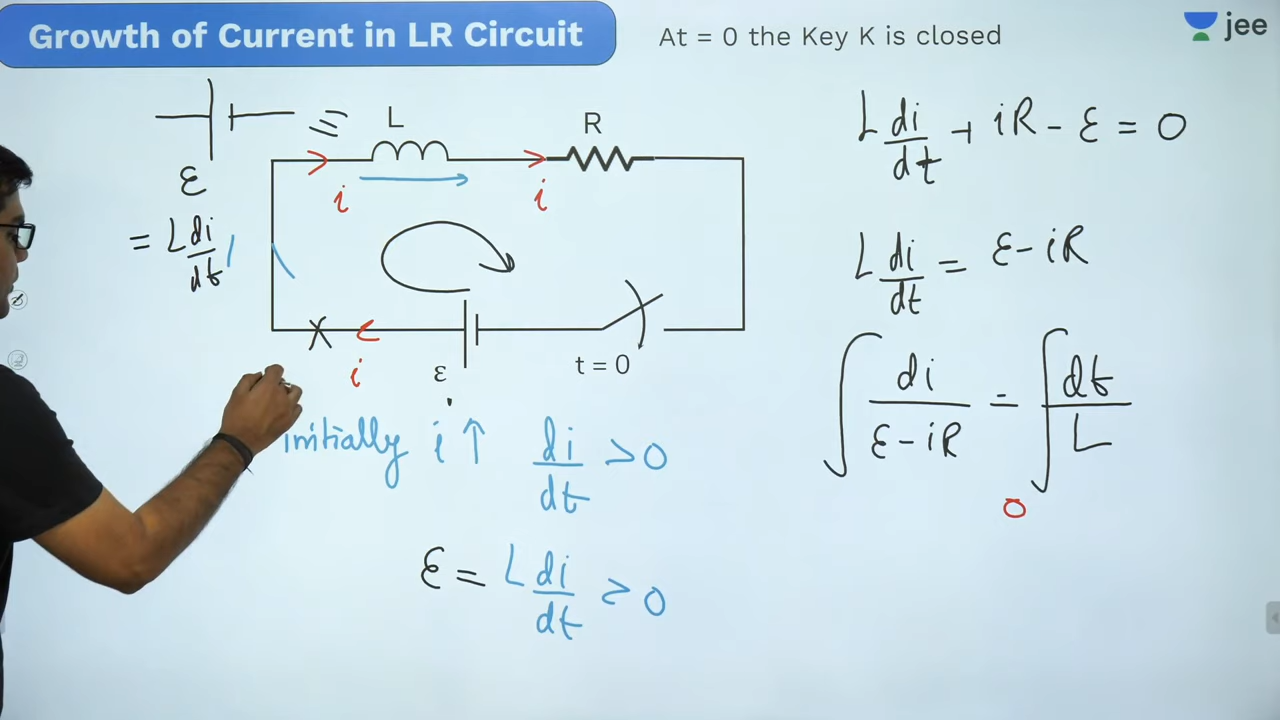 Growth of Current in LR Circuit
At = 0 the Key K is closed
jee
L
R
ε
i
i
= L di/dt
i
ε
t = 0
initially i ↑ di/dt > 0
ε = L di/dt > 0
L di/dt + iR - ε = 0
L di/dt = ε - iR
∫ di/(ε - iR) = ∫ dt/L
0